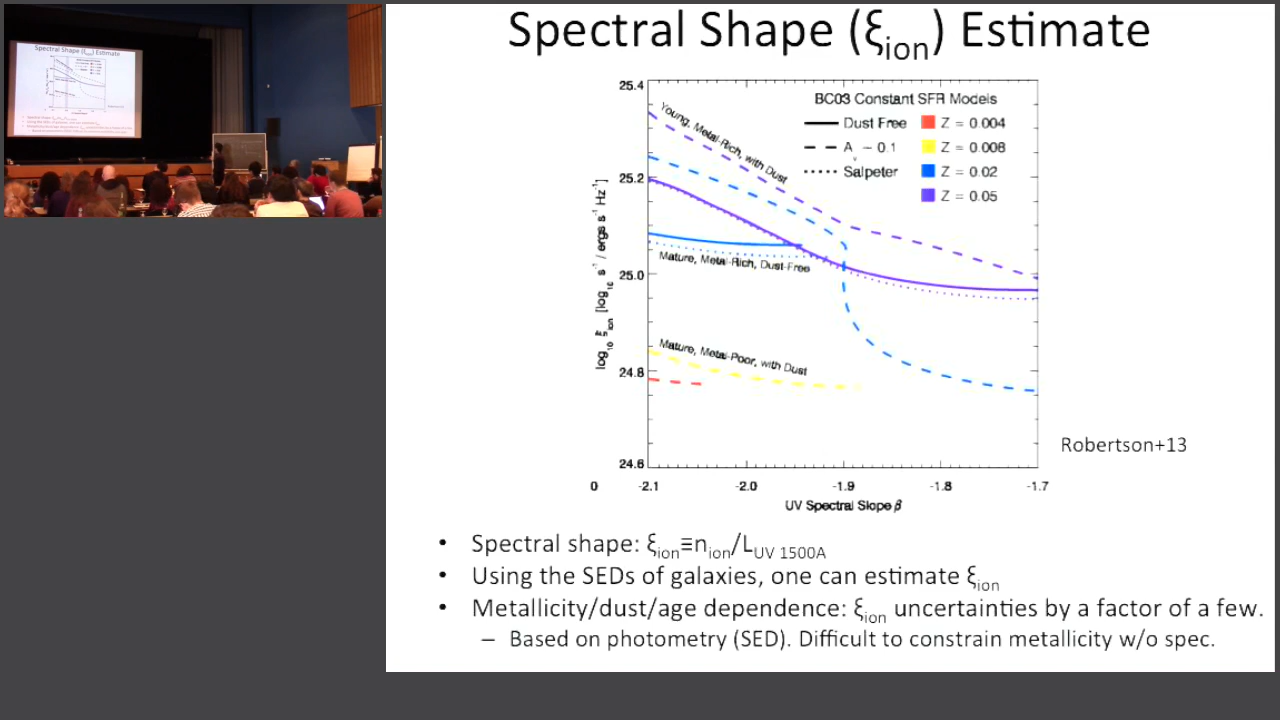 Spectral Shape (ξion) Estimate
25.4
25.2
25.0
24.8
24.6
log10 ξion [log10 s-1 / ergs s-1 Hz-1]
BC03 Constant SFR Models
Dust Free
Av ~ 0.1
Salpeter
Z = 0.004
Z = 0.008
Z = 0.02
Z = 0.05
Young, Metal-Rich, with Dust
Mature, Metal-Rich, Dust-Free
Mature, Metal-Poor, with Dust
0
-2.1
-2.0
-1.9
-1.8
-1.7
UV Spectral Slope β
Robertson+13
• Spectral shape: ξion≡nion/LUV 1500A
• Using the SEDs of galaxies, one can estimate ξion
• Metallicity/dust/age dependence: ξion uncertainties by a factor of a few.
– Based on photometry (SED). Difficult to constrain metallicity w/o spec.
Spectral Shape (ξion) Estimate